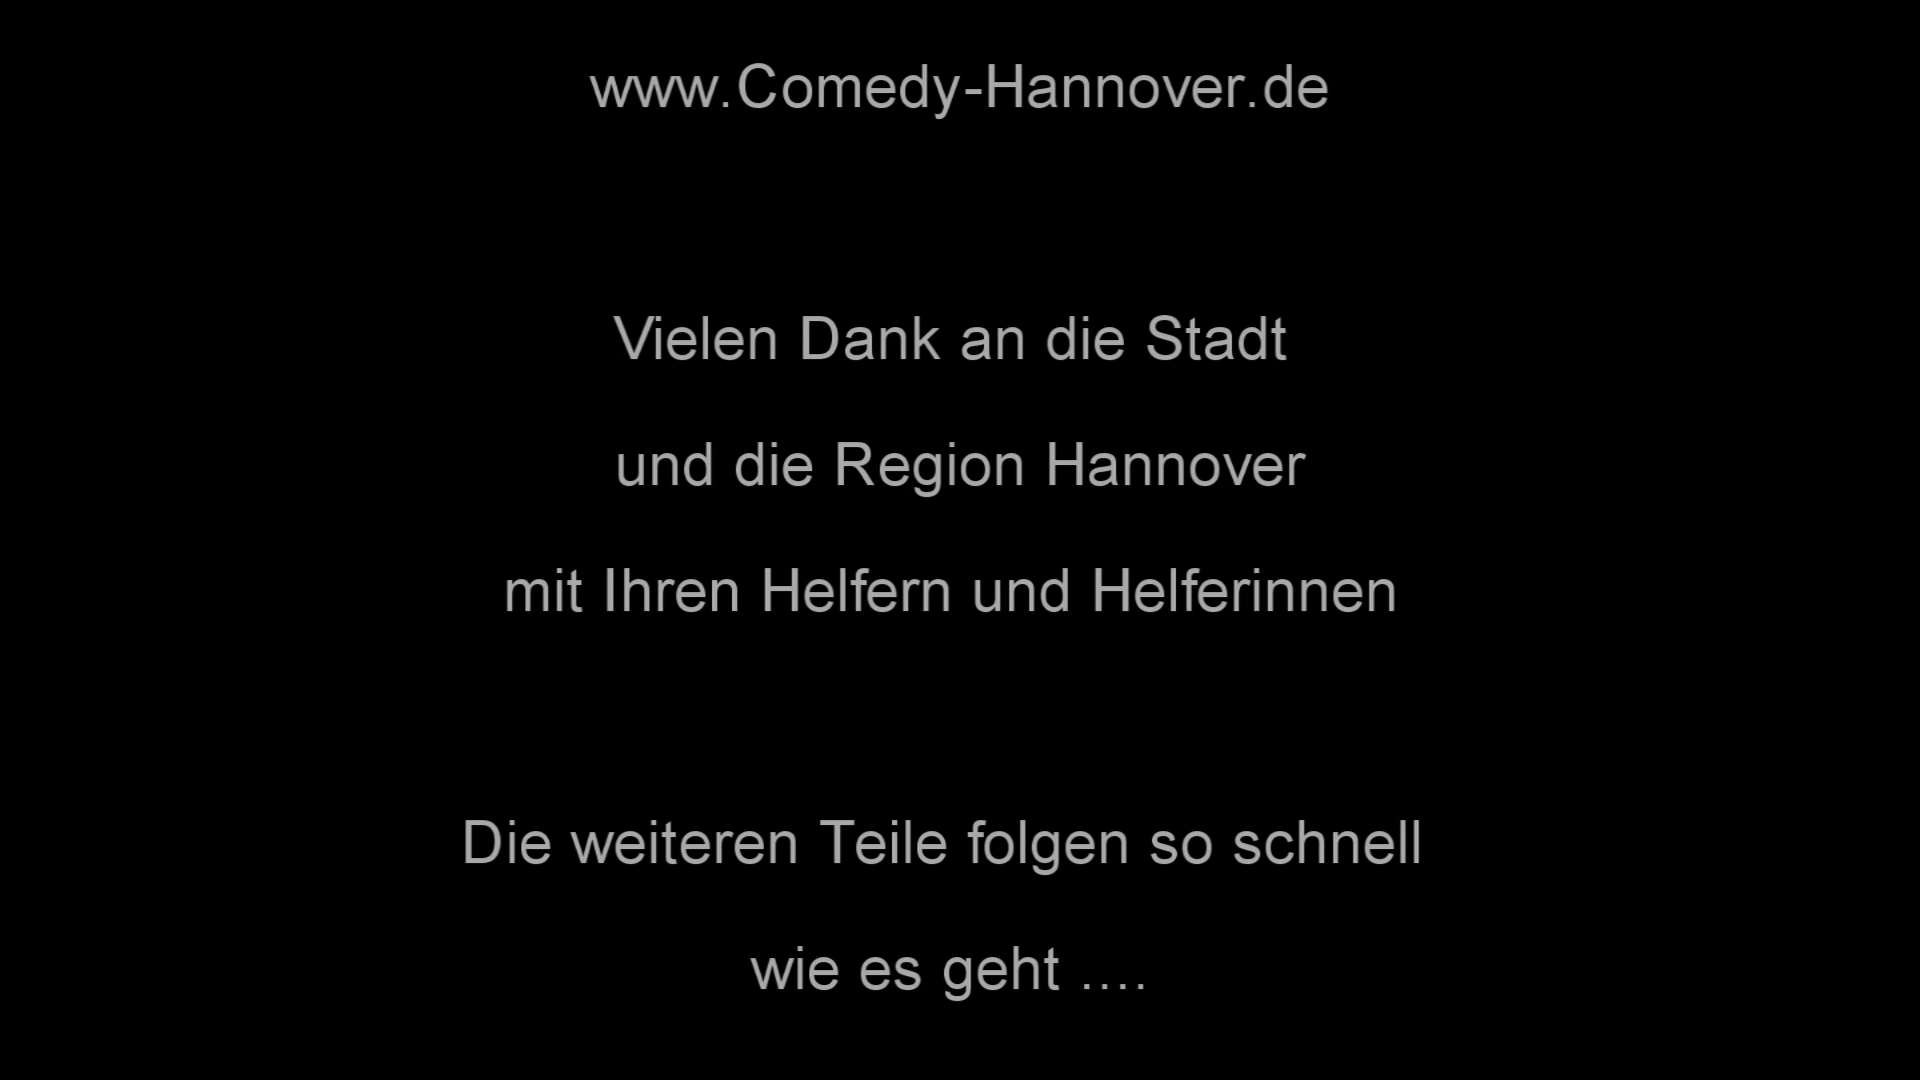 www.Comedy-Hannover.de
Vielen Dank an die Stadt
und die Region Hannover
mit Ihren Helfern und Helferinnen
Die weiteren Teile folgen so schnell
wie es geht ....